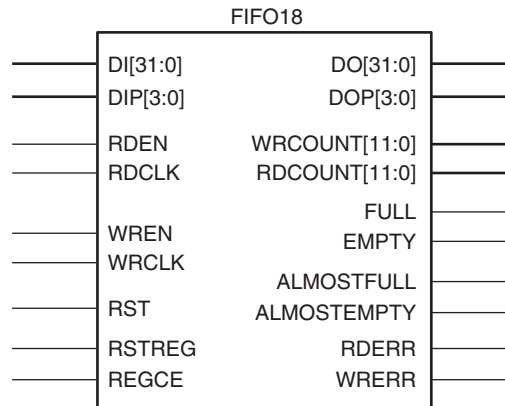 FIFO18
DI[31:0] DO[31:0]
DIP[3:0] DOP[3:0]
RDEN WRCOUNT[11:0]
RDCLK RDCOUNT[11:0]
FULL
WREN EMPTY
WRCLK
ALMOSTFULL
RST ALMOSTEMPTY
RSTREG RDERR
REGCE WRERR